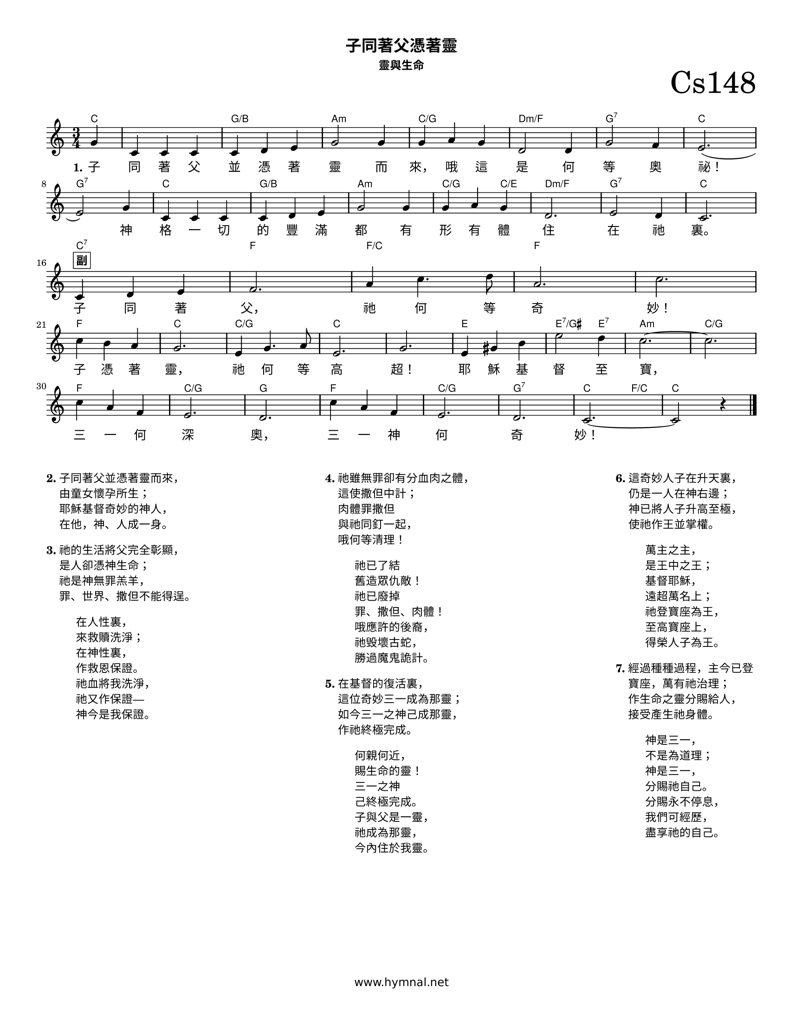 子同著父憑著靈
靈與生命
Cs148
C G/B Am C/G Dm/F G7 C
1. 子 同 著 父 並 憑 著 靈 而 來， 哦 這 是 何 等 奧 祕！
8 G7 C G/B Am C/G C/E Dm/F G7 C
神 格 一 切 的 豐 滿 都 有 形 有 體 住 在 祂 裏。
C7 F F/C F
16 副
子 同 著 父， 祂 何 等 奇 妙！
21 F C C/G C E E7/G♯ E7 Am C/G
子 憑 著 靈， 祂 何 等 高 超！ 耶 穌 基 督 至 寶，
30 F C/G G F C/G G7 C F/C C
三 一 何 深 奧， 三 一 神 何 奇 妙！
2. 子同著父並憑著靈而來，
由童女懷孕所生；
耶穌基督奇妙的神人，
在他，神、人成一身。
3. 祂的生活將父完全彰顯，
是人卻憑神生命；
祂是神無罪羔羊，
罪、世界、撒但不能得逞。
在人性裏，
來救贖洗淨；
在神性裏，
作救恩保證。
祂血將我洗淨，
祂又作保證—
神今是我保證。
4. 祂雖無罪卻有分血肉之體，
這使撒但中計；
肉體罪撒但
與祂同釘一起，
哦何等清理！
祂已了結
舊造眾仇敵！
祂已廢掉
罪、撒但、肉體！
哦應許的後裔，
祂毀壞古蛇，
勝過魔鬼詭計。
5. 在基督的復活裏，
這位奇妙三一成為那靈；
如今三一之神己成那靈，
作祂終極完成。
何親何近，
賜生命的靈！
三一之神
己終極完成。
子與父是一靈，
祂成為那靈，
今內住於我靈。
6. 這奇妙人子在升天裏，
仍是一人在神右邊；
神已將人子升高至極，
使祂作王並掌權。
萬主之主，
是王中之王；
基督耶穌，
遠超萬名上；
祂登寶座為王，
至高寶座上，
得榮人子為王。
7. 經過種種過程，主今已登
寶座，萬有祂治理；
作生命之靈分賜給人，
接受產生祂身體。
神是三一，
不是為道理；
神是三一，
分賜祂自己。
分賜永不停息，
我們可經歷，
盡享祂的自己。
www.hymnal.net